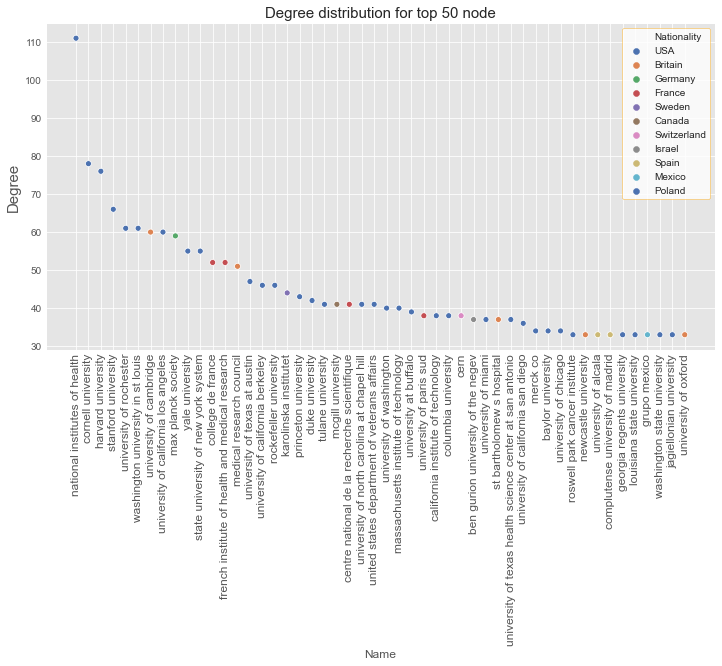 Degree distribution for top 50 node
Degree
110
100
90
80
70
60
50
40
30
Nationality
USA
Britain
Germany
France
Sweden
Canada
Switzerland
Israel
Spain
Mexico
Poland
national institutes of health
cornell university
harvard university
stanford university
university of rochester
washington university in st louis
university of cambridge
university of california los angeles
max planck society
yale university
state university of new york system
college de france
french institute of health and medical research
medical research council
university of texas at austin
university of california berkeley
rockefeller university
karolinska institutet
princeton university
duke university
tulane university
mcgill university
centre national de la recherche scientifique
university of north carolina at chapel hill
united states department of veterans affairs
university of washington
massachusetts institute of technology
university at buffalo
university of paris sud
california institute of technology
columbia university
cern
ben gurion university of the negev
university of miami
st bartholomew s hospital
university of texas health science center at san antonio
university of california san diego
merck co
baylor university
university of chicago
roswell park cancer institute
newcastle university
university of alcala
complutense university of madrid
georgia regents university
louisiana state university
grupo mexico
washington state university
jagiellonian university
university of oxford
Name